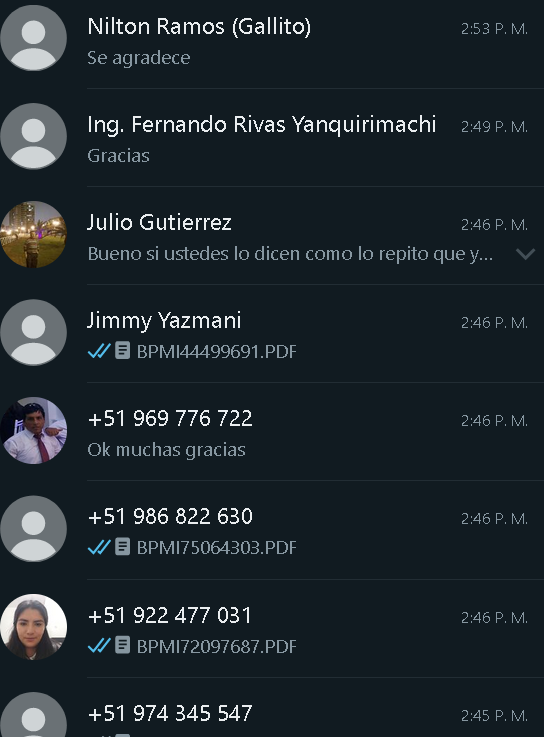 Nilton Ramos (Gallito) 2:53 P. M.
Se agradece
Ing. Fernando Rivas Yanquirimachi 2:49 P. M.
Gracias
Julio Gutierrez 2:46 P. M.
Bueno si ustedes lo dicen como lo repito que y...
Jimmy Yazmani 2:46 P. M.
BPMI44499691.PDF
+51 969 776 722 2:46 P. M.
Ok muchas gracias
+51 986 822 630 2:46 P. M.
BPMI75064303.PDF
+51 922 477 031 2:46 P. M.
BPMI72097687.PDF
+51 974 345 547 2:45 P. M.